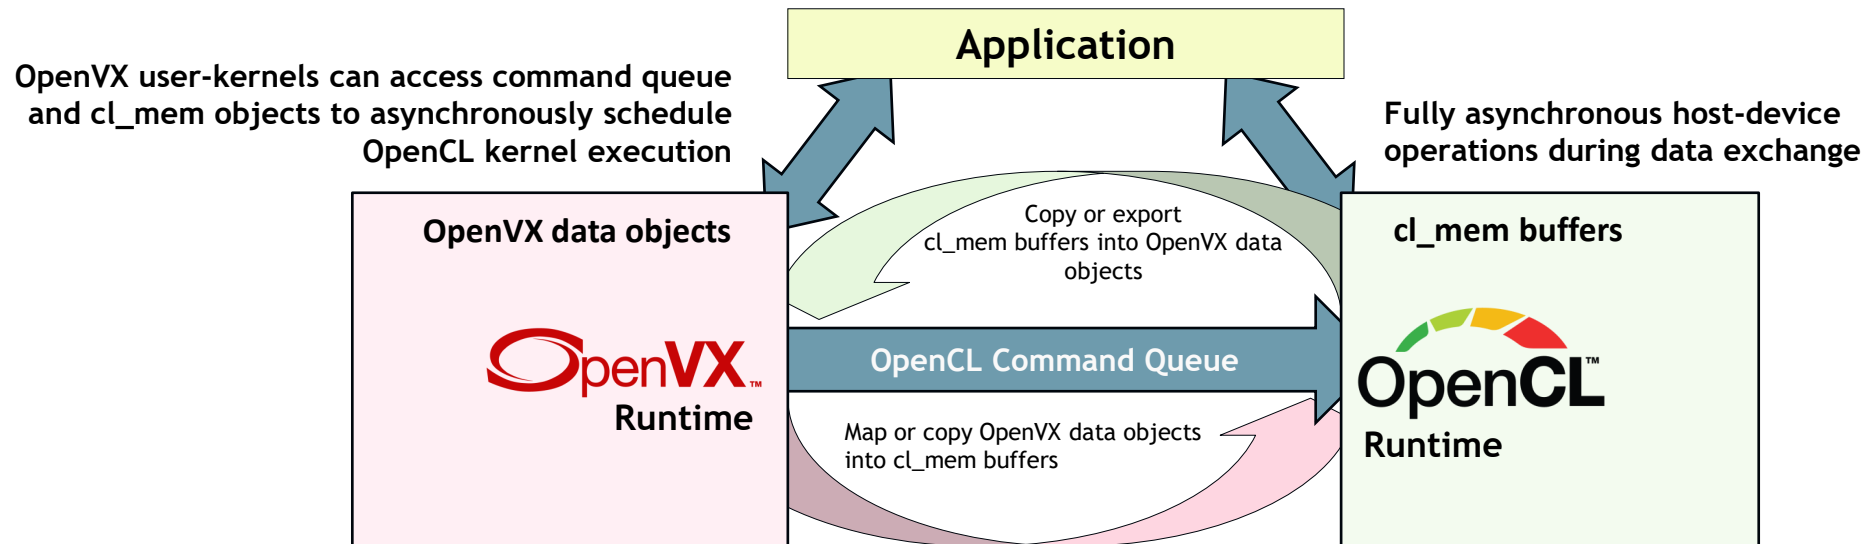 Application
OpenVX user-kernels can access command queue
and cl_mem objects to asynchronously schedule
OpenCL kernel execution
Fully asynchronous host-device
operations during data exchange
OpenVX data objects
Copy or export
cl_mem buffers into OpenVX data
objects
cl_mem buffers
OpenVX™
Runtime
OpenCL Command Queue
OpenCL™
Runtime
Map or copy OpenVX data objects
into cl_mem buffers